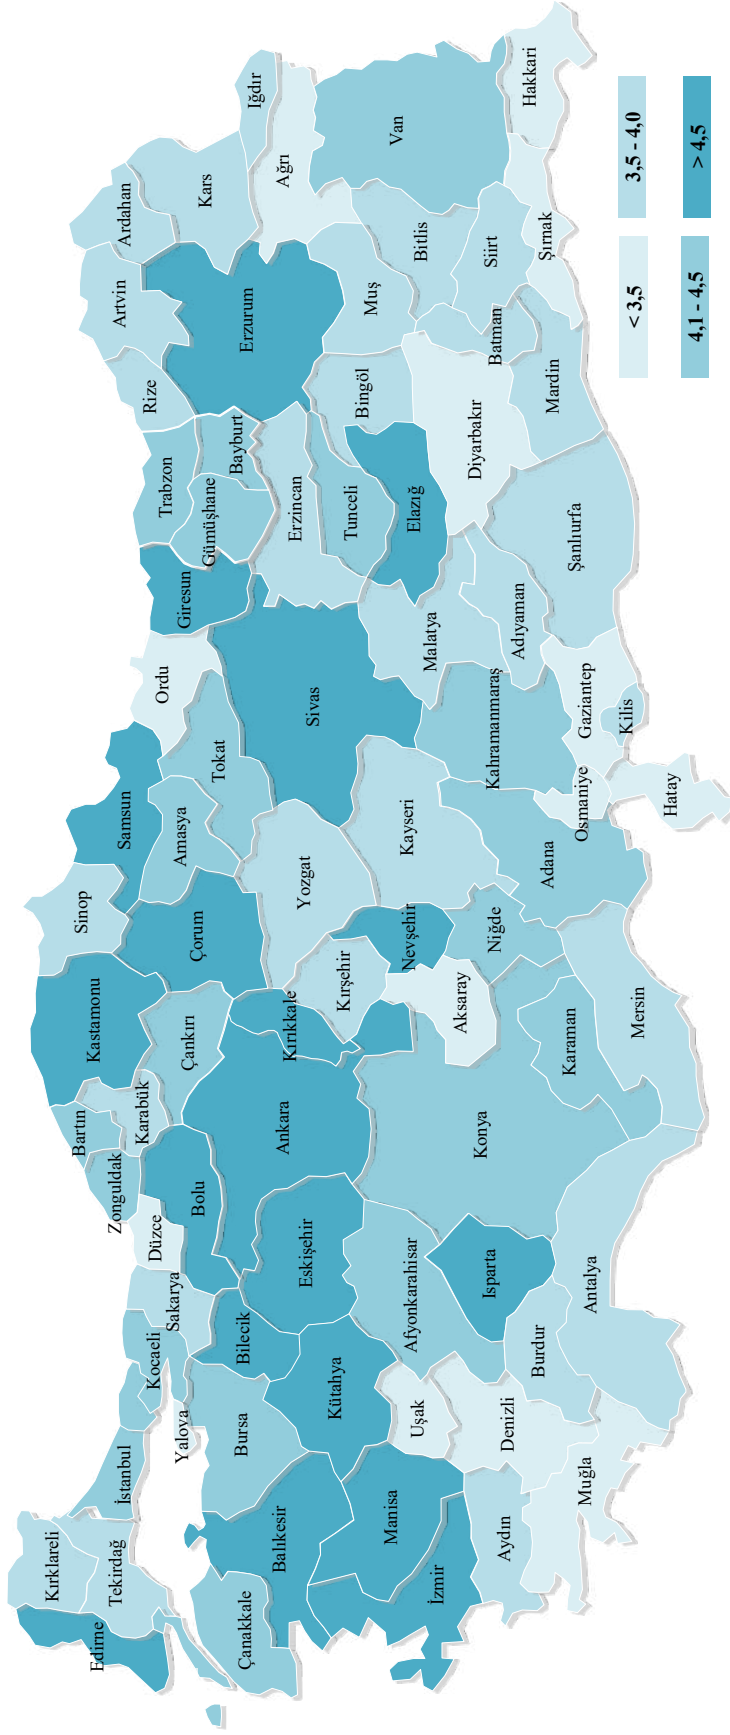 Kırklareli
Edirne
Tekirdağ
İstanbul
Kocaeli
Yalova
Sakarya
Düzce
Zonguldak
Bartın
Karabük
Kastamonu
Sinop
Samsun
Ordu
Giresun
Trabzon
Rize
Artvin
Ardahan
Çanakkale
Balıkesir
Bursa
Bilecik
Bolu
Çankırı
Çorum
Amasya
Tokat
Gümüşhane
Bayburt
Erzurum
Kars
Iğdır
Kütahya
Eskişehir
Ankara
Kırıkkale
Kırşehir
Yozgat
Sivas
Erzincan
Tunceli
Bingöl
Muş
Ağrı
Manisa
İzmir
Uşak
Afyonkarahisar
Konya
Aksaray
Nevşehir
Kayseri
Malatya
Elazığ
Diyarbakır
Batman
Bitlis
Siirt
Van
Aydın
Denizli
Isparta
Burdur
Muğla
Antalya
Karaman
Mersin
Niğde
Adana
Kahramanmaraş
Osmaniye
Gaziantep
Kilis
Hatay
Adıyaman
Şanlıurfa
Mardin
Şırnak
Hakkari
< 3,5
3,5 - 4,0
4,1 - 4,5
> 4,5